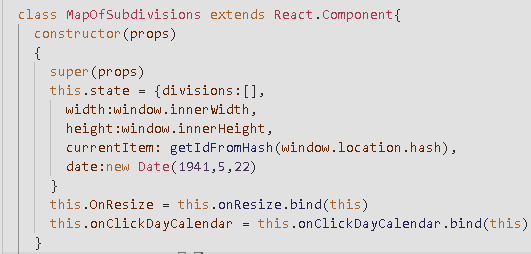 class MapOfSubdivisions extends React.Component{
constructor(props)
{
super(props)
this.state = {divisions:[],
width:window.innerWidth,
height:window.innerHeight,
currentItem: getIdFromHash(window.location.hash),
date:new Date(1941,5,22)
}
this.OnResize = this.onResize.bind(this)
this.onClickDayCalendar = this.onClickDayCalendar.bind(this)
}